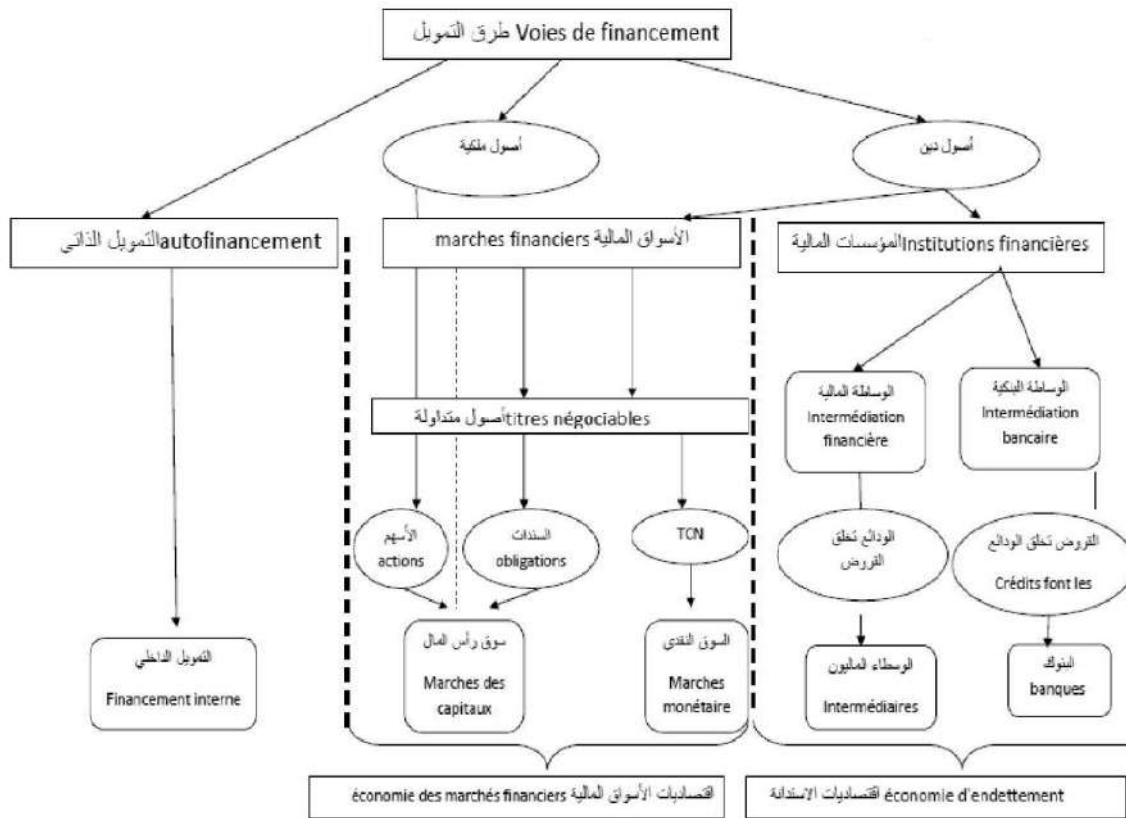 طرق التمويل Voies de financement
أصول ملكية
أصول دين
التمويل الذاتي autofinancement
الأسواق المالية marches financiers
المؤسسات المالية Institutions financières
الوساطة المالية
Intermédiation
financière
الوساطة البنكية
Intermédiation
bancaire
أصول متداولة titres négociables
الأسهم
actions
السندات
obligations
TCN
الودائع تخلق
القروض
القروض تخلق الودائع
Crédits font les
التمويل الداخلي
Financement interne
سوق رأس المال
Marches des
capitaux
السوق النقدي
Marches
monétaire
الوسطاء الماليون
Intermédiaires
البنوك
banques
اقتصاديات الأسواق المالية économie des marchés financiers
اقتصاديات الاستدانة économie d'endettement